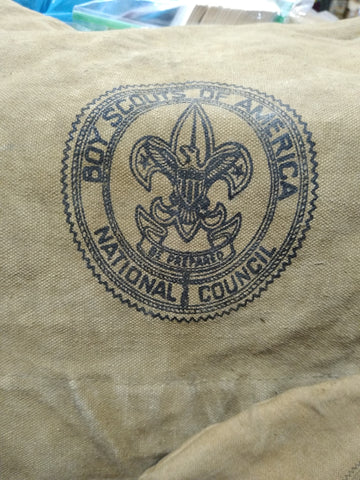 BOY SCOUTS OF AMERICA
BE PREPARED
NATIONAL COUNCIL